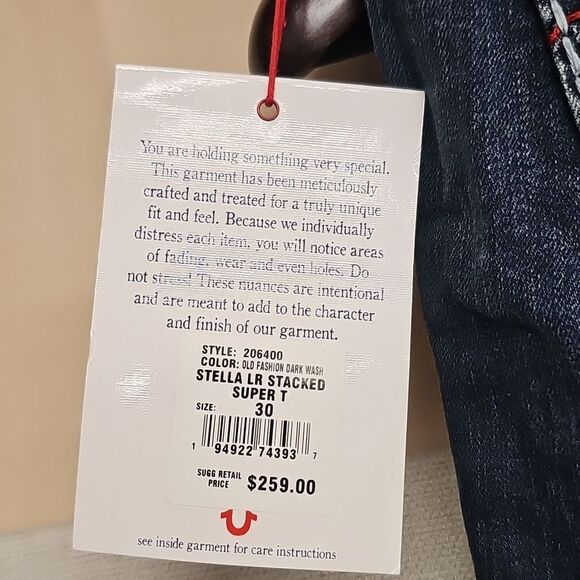 You are holding something very special.
This garment has been meticulously
crafted and treated for a truly unique
fit and feel. Because we individually
distress each item, you will notice areas
of fading, wear and even holes. Do
not stress! These nuances are intentional
and are meant to add to the character
and finish of our garment.
STYLE: 206400
COLOR: OLD FASHION DARK WASH
STELLA LR STACKED
SUPER T
SIZE: 30
1 94922 74393 7
SUGG RETAIL
PRICE $259.00
see inside garment for care instructions